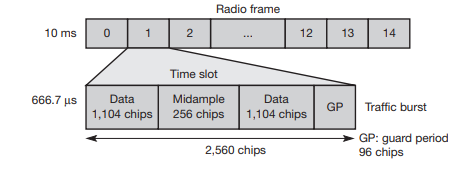 Radio frame
10 ms 0 1 2 ... 12 13 14
Time slot
666.7 μs
Data
1,104 chips
Midample
256 chips
Data
1,104 chips
GP
Traffic burst
2,560 chips
GP: guard period
96 chips